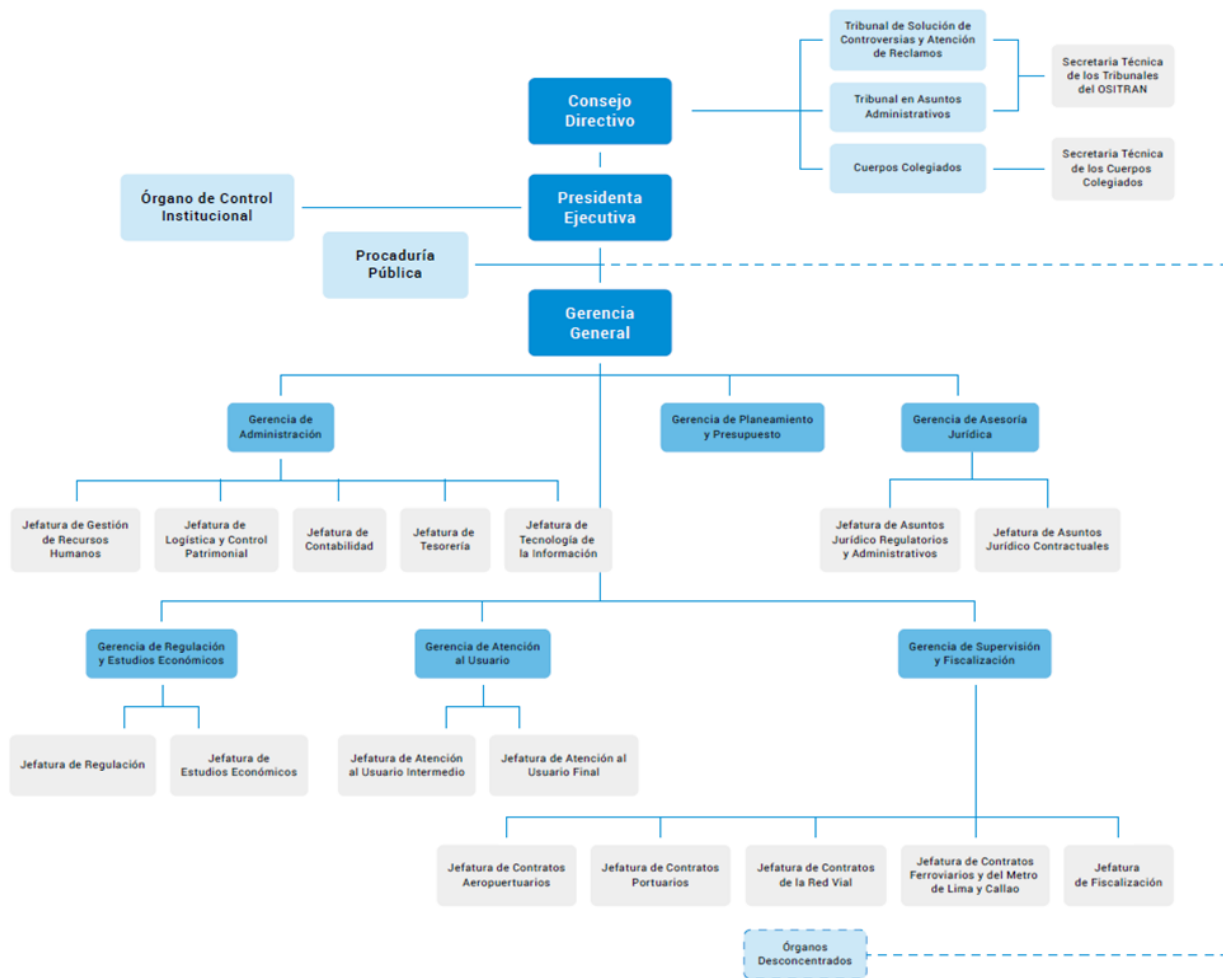 Tribunal de Solución de
Controversias y Atención
de Reclamos
Secretaria Técnica
de los Tribunales
del OSITRAN
Consejo
Directivo
Tribunal en Asuntos
Administrativos
Cuerpos Colegiados
Secretaria Técnica
de los Cuerpos
Colegiados
Órgano de Control
Institucional
Presidenta
Ejecutiva
Procaduría
Pública
Gerencia
General
Gerencia de
Administración
Gerencia de Planeamiento
y Presupuesto
Gerencia de Asesoría
Jurídica
Jefatura de Gestión
de Recursos
Humanos
Jefatura de
Logística y Control
Patrimonial
Jefatura de
Contabilidad
Jefatura de
Tesorería
Jefatura de
Tecnología de
la Información
Jefatura de Asuntos
Jurídico Regulatorios
y Administrativos
Jefatura de Asuntos
Jurídico Contractuales
Gerencia de Regulación
y Estudios Económicos
Gerencia de Atención
al Usuario
Gerencia de Supervisión
y Fiscalización
Jefatura de Regulación
Jefatura de
Estudios Económicos
Jefatura de Atención
al Usuario Intermedio
Jefatura de Atención al
Usuario Final
Jefatura de Contratos
Aeropuertuarios
Jefatura de Contratos
Portuarios
Jefatura de Contratos
de la Red Vial
Jefatura de Contratos
Ferroviarios y del Metro
de Lima y Callao
Jefatura
de Fiscalización
Órganos
Desconcentrados